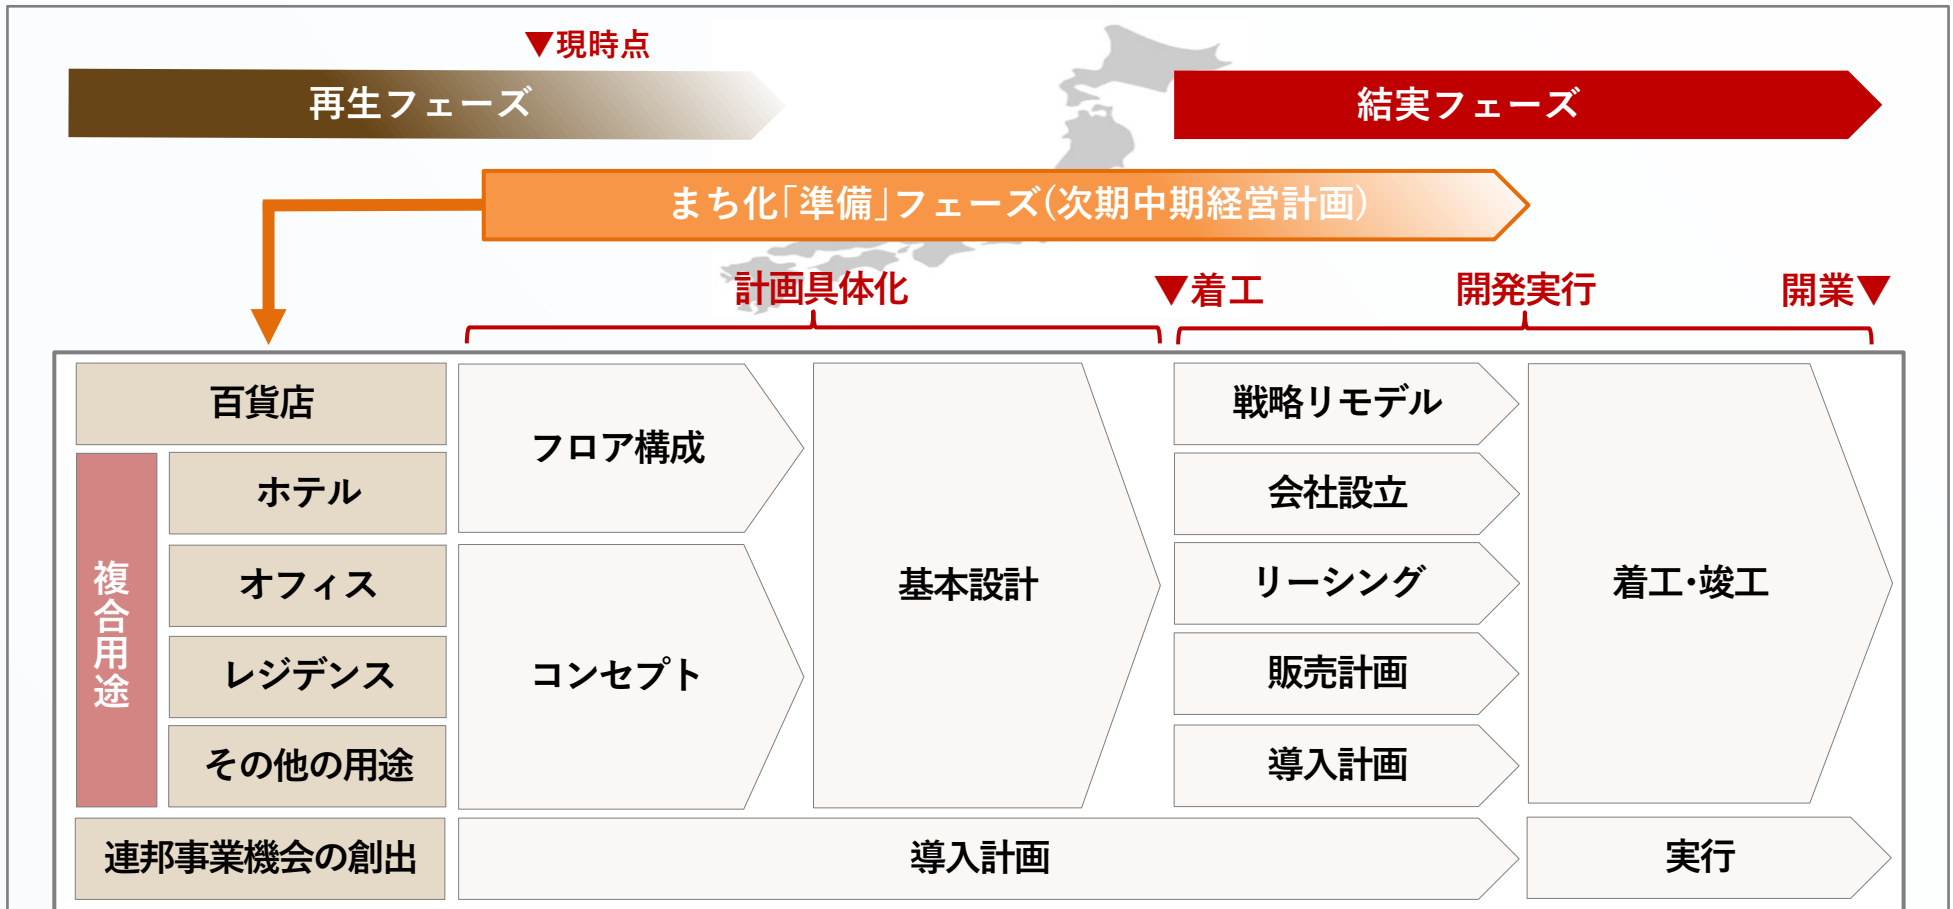 ▼現時点
再生フェーズ
結実フェーズ
まち化｢準備｣フェーズ(次期中期経営計画)
計画具体化
▼着工
開発実行
開業▼
百貨店
複合用途
ホテル
オフィス
レジデンス
その他の用途
連邦事業機会の創出
フロア構成
コンセプト
基本設計
戦略リモデル
会社設立
リーシング
販売計画
導入計画
着工･竣工
導入計画
実行